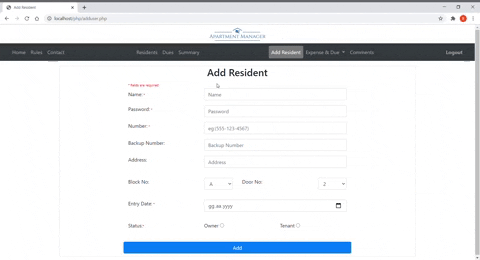 Add Resident
localhost/php/adduser.php
APARTMENT MANAGER
Home Rules Contact Residents Dues Summary Add Resident Expense & Due Comments Logout
Add Resident
* fields are required
Name: * Name
Password: * Password
Number: * eg:(555-123-4567)
Backup Number: Backup Number
Address: Address
Block No: A Door No: 2
Entry Date: * gg.aa.yyyy
Status:* Owner Tenant
Add